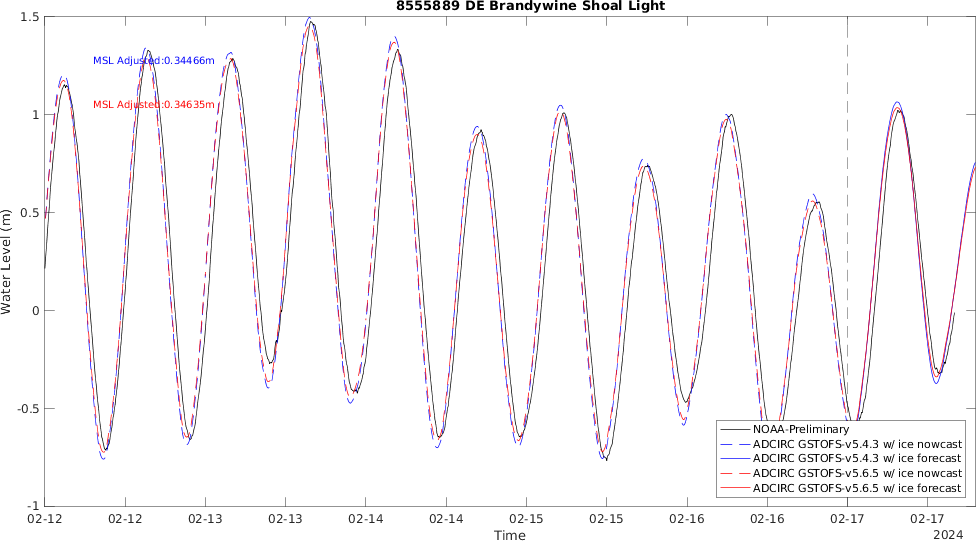 8555889 DE Brandywine Shoal Light
1.5
MSL Adjusted:0.34466m
MSL Adjusted:0.34635m
1
0.5
0
-0.5
-1
Water Level (m)
NOAA-Preliminary
ADCIRC GSTOFS-v5.4.3 w/ ice nowcast
ADCIRC GSTOFS-v5.4.3 w/ ice forecast
ADCIRC GSTOFS-v5.6.5 w/ ice nowcast
ADCIRC GSTOFS-v5.6.5 w/ ice forecast
02-12 02-12 02-13 02-13 02-14 02-14 02-15 02-15 02-16 02-16 02-17 02-17
Time
2024